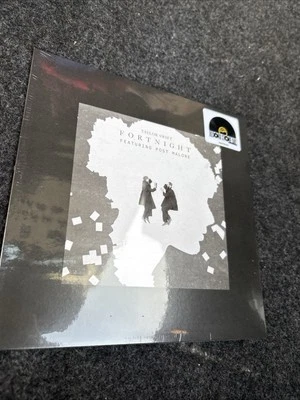 TAYLOR SWIFT
FORTNIGHT
FEATURING POST MALONE